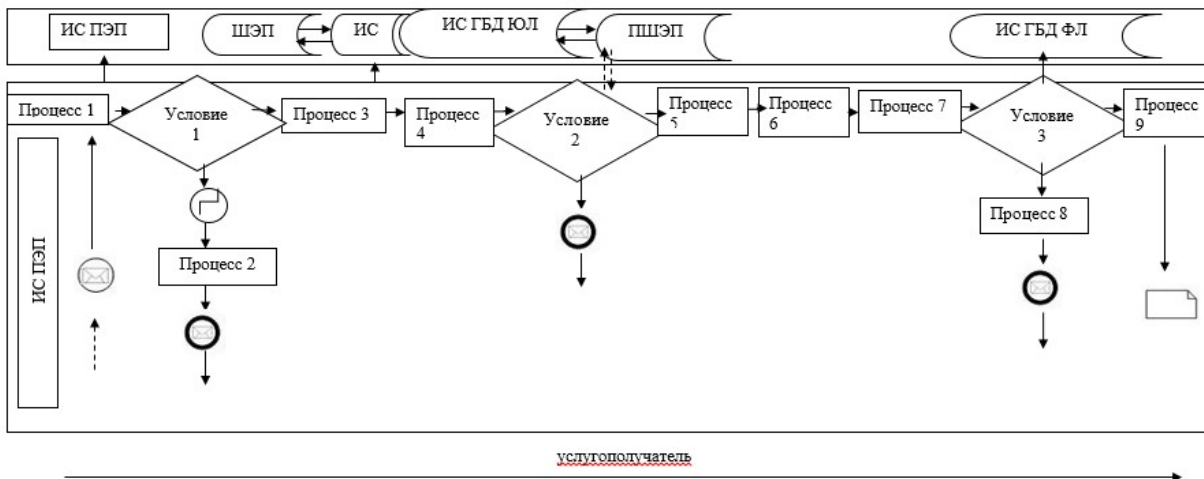 ИС ПЭП
ШЭП
ИС
ИС ГБД ЮЛ
ПШЭП
ИС ГБД ФЛ
Процесс 1
Условие
1
Процесс 3
Процесс
4
Условие
2
Процесс
5
Процесс
6
Процесс 7
Условие
3
Процесс
9
Процесс 2
Процесс 8
ИС ПЭП
услугополучатель